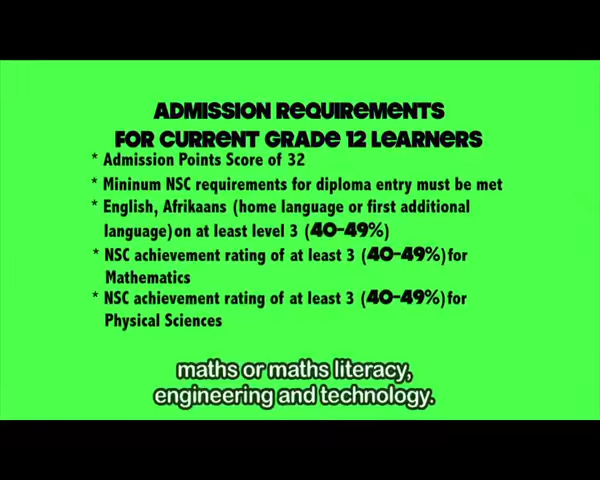 ADMISSION REQUIREMENTS
FOR CURRENT GRADE 12 LEARNERS
* Admission Points Score of 32
* Mininum NSC requirements for diploma entry must be met
* English, Afrikaans (home language or first additional
language) on at least level 3 (40-49%)
* NSC achievement rating of at least 3 (40-49%) for
Mathematics
* NSC achievement rating of at least 3 (40-49%) for
Physical Sciences
maths or maths literacy,
engineering and technology.